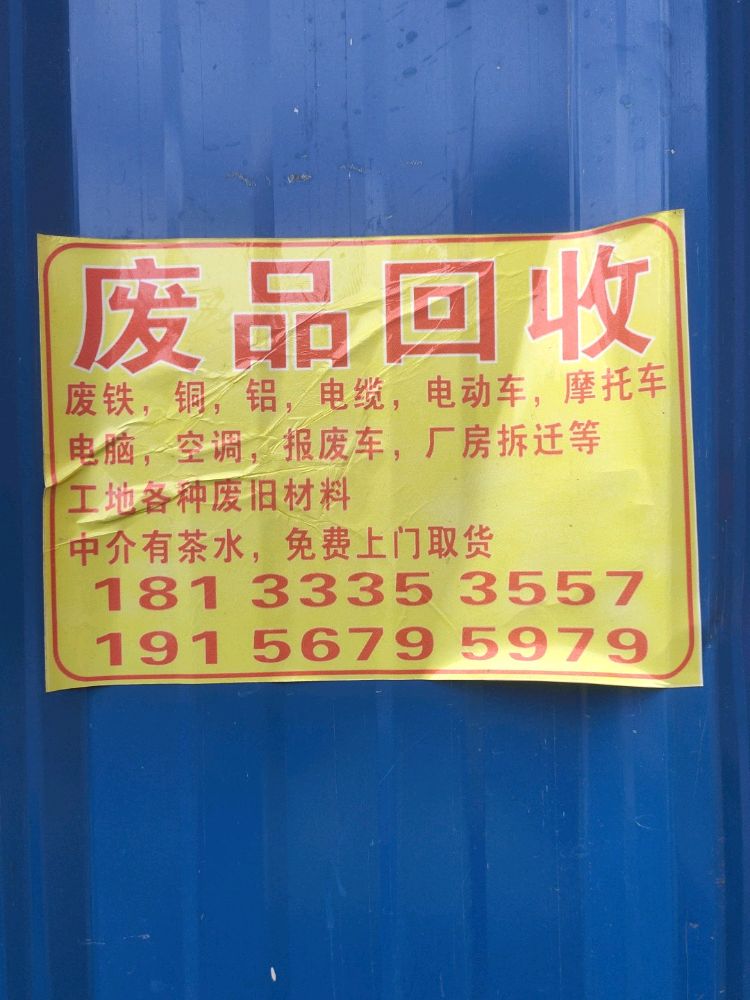 废品回收
废铁，铜，铝，电缆，电动车，摩托车
电脑，空调，报废车，厂房拆迁等
工地各种废旧材料
中介有茶水，免费上门取货
181 3335 3557
191 5679 5979